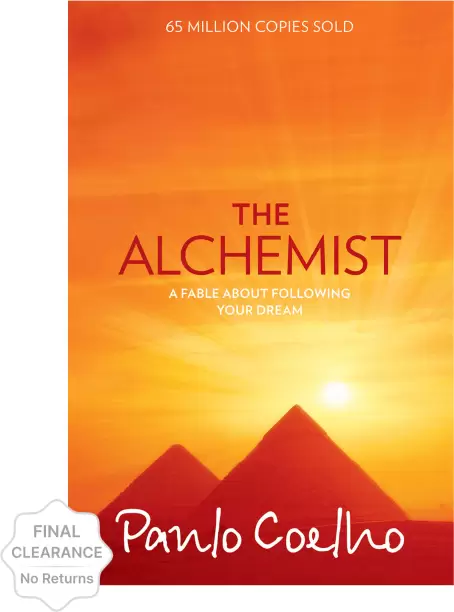 65 MILLION COPIES SOLD
THE
ALCHEMIST
A FABLE ABOUT FOLLOWING
YOUR DREAM
Paulo Coelho
FINAL
CLEARANCE
No Returns